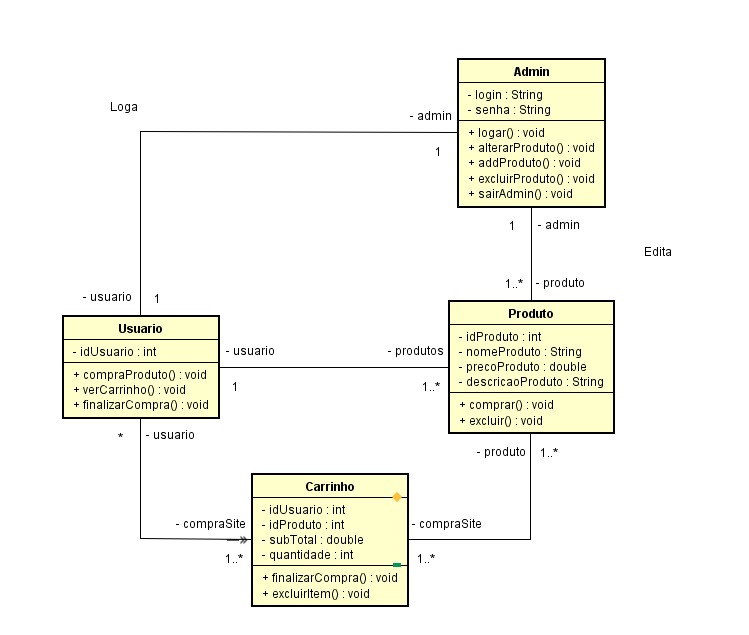 Admin
- login : String
- senha : String
+ logar() : void
+ alterarProduto() : void
+ addProduto() : void
+ excluirProduto() : void
+ sairAdmin() : void
Loga
- admin
1
1
- admin
Edita
1..*
- produto
- usuario
1
Usuario
- idUsuario : int
+ compraProduto() : void
+ verCarrinho() : void
+ finalizarCompra() : void
- usuario
1
- produtos
1..*
Produto
- idProduto : int
- nomeProduto : String
- precoProduto : double
- descricaoProduto : String
+ comprar() : void
+ excluir() : void
*
- usuario
- produto
1..*
- compraSite
1..*
Carrinho
- idUsuario : int
- idProduto : int
- subTotal : double
- quantidade : int
+ finalizarCompra() : void
+ excluirItem() : void
- compraSite
1..*